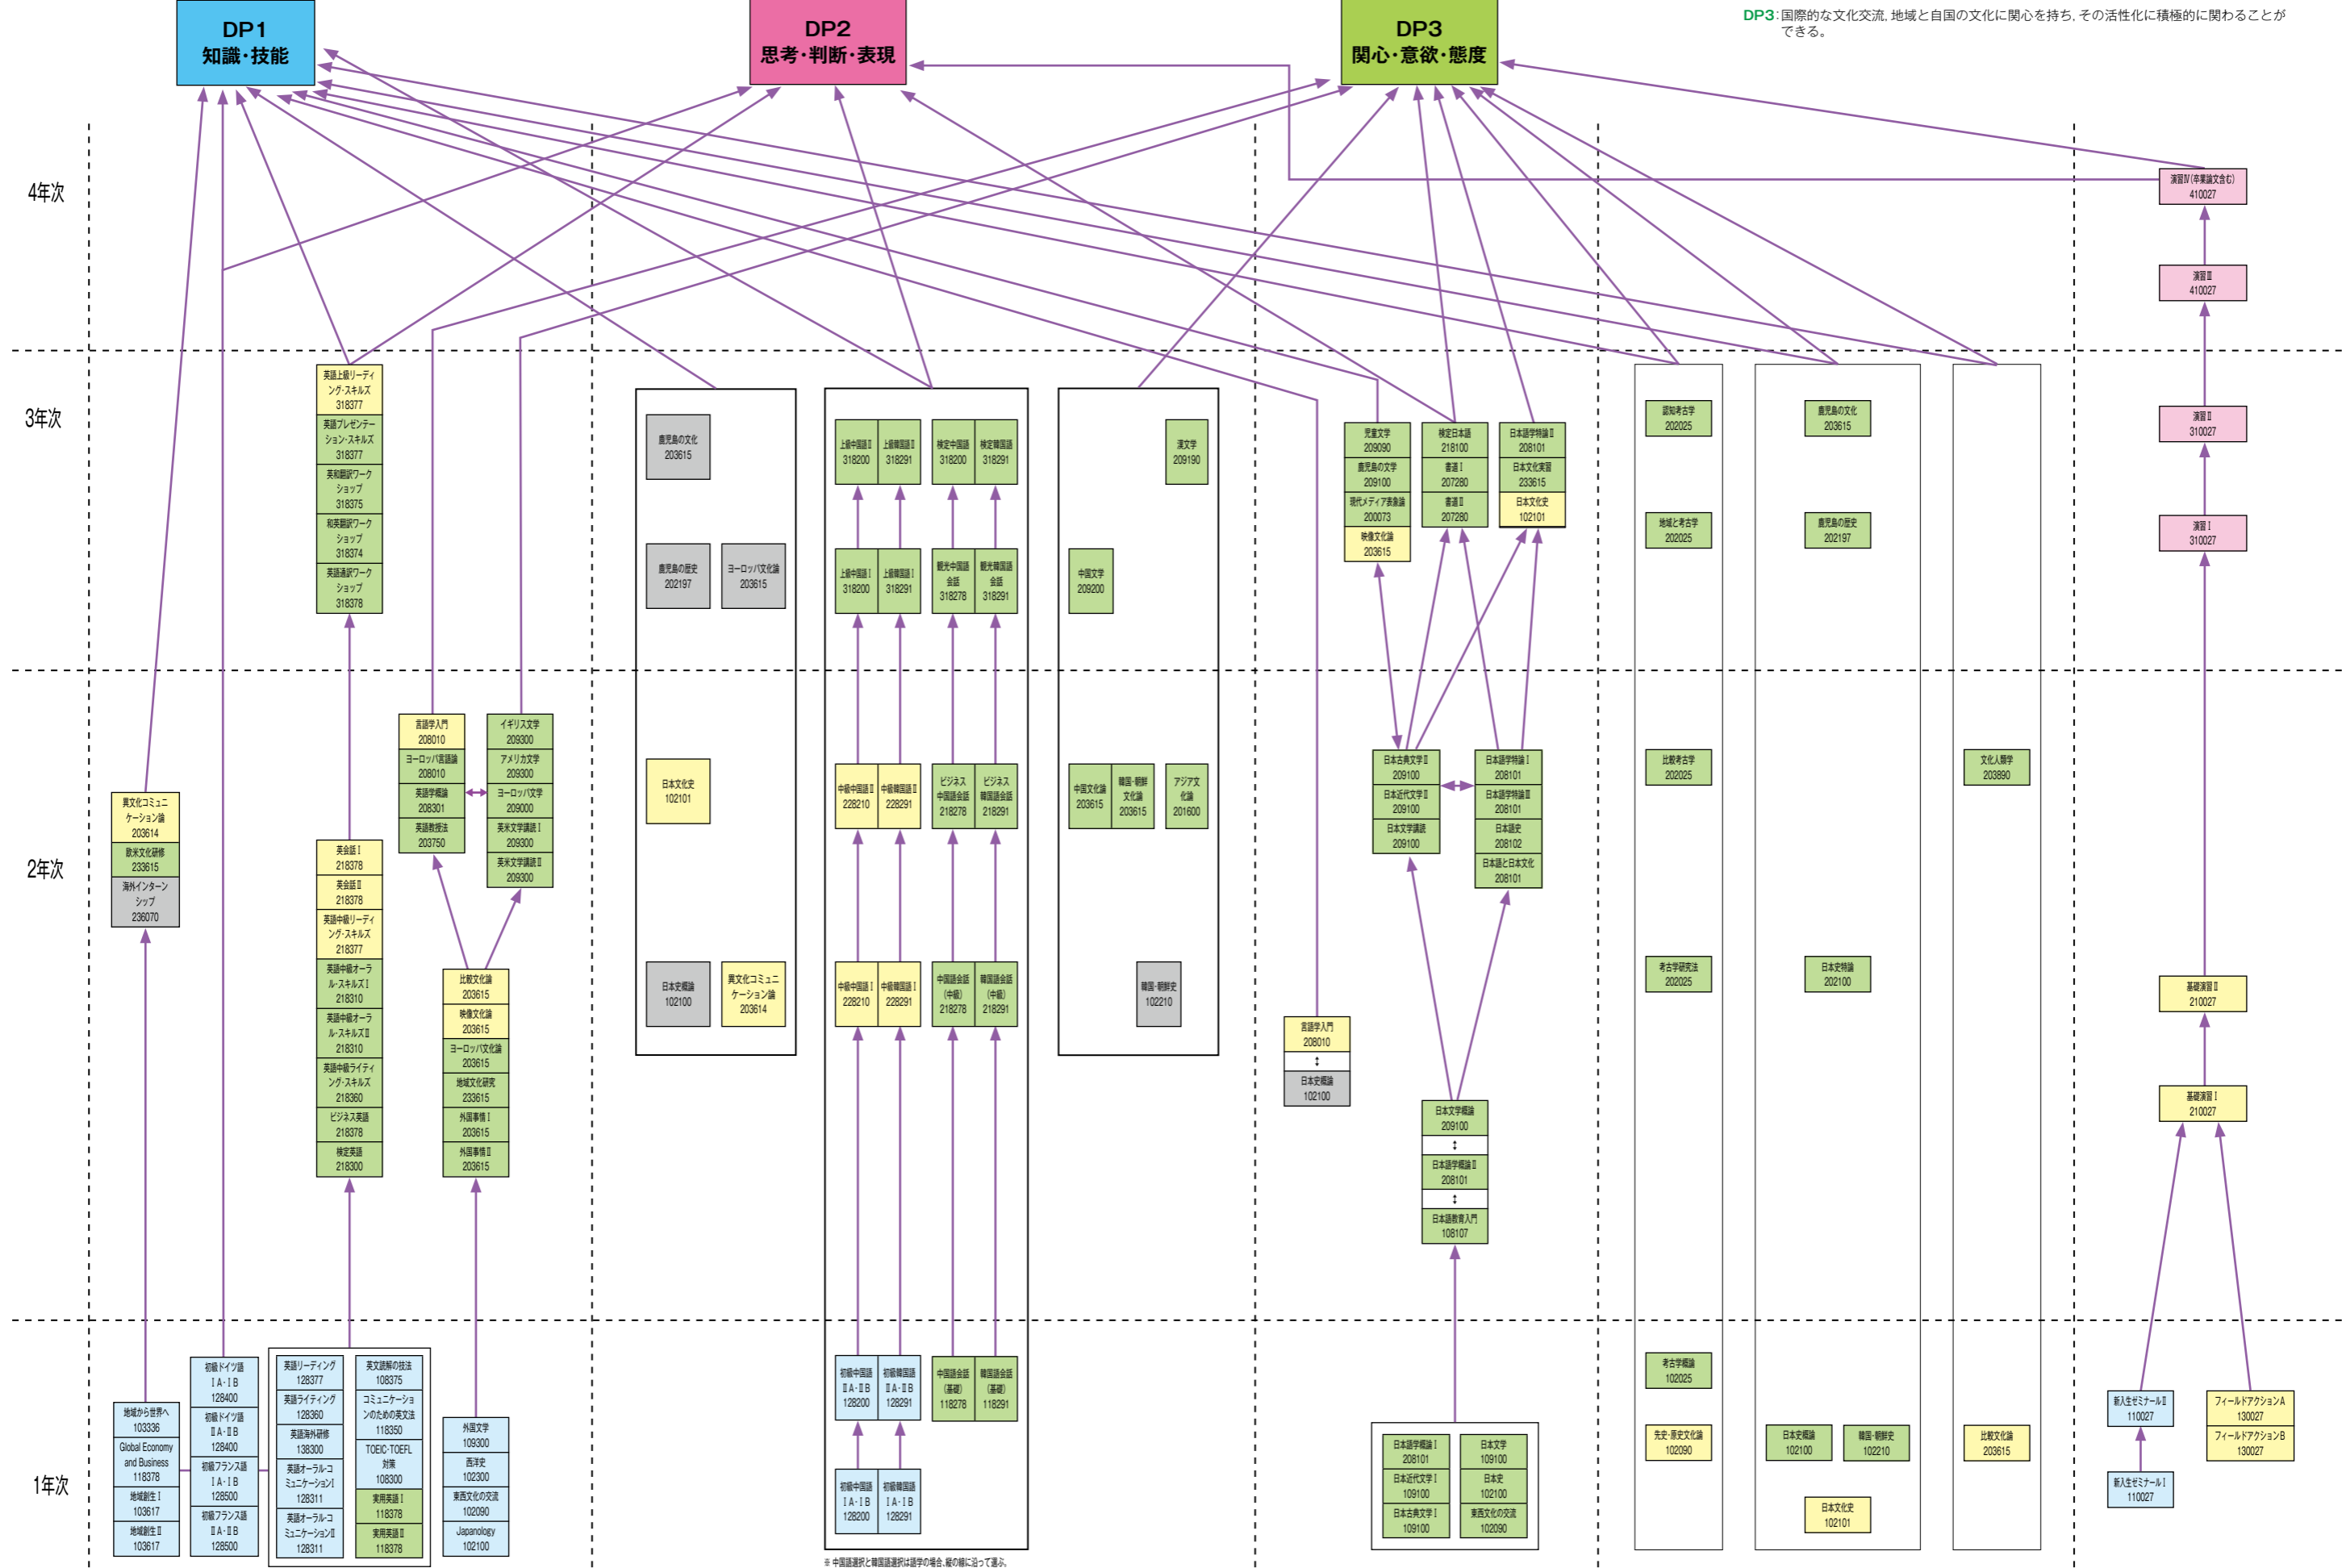 DP1
知識・技能
DP2
思考・判断・表現
DP3
関心・意欲・態度
DP3:国際的な文化交流,地域と自国の文化に関心を持ち,その活性化に積極的に関わることが
できる。
4年次
演習Ⅳ(卒業論文含む)
410027
演習Ⅲ
410027
3年次
英語上級リーディ
ング・スキルズ
318377
英語プレゼンテー
ション・スキルズ
318377
英和翻訳ワーク
ショップ
318375
和英翻訳ワーク
ショップ
318374
英語通訳ワーク
ショップ
318378
鹿児島の文化
203615
鹿児島の歴史
202197
ヨーロッパ文化論
203615
上級中国語Ⅱ
318200
上級韓国語Ⅱ
318291
検定中国語
318200
検定韓国語
318291
上級中国語Ⅰ
318200
上級韓国語Ⅰ
318291
観光中国語
会話
318278
観光韓国語
会話
318291
漢文学
209190
中国文学
209200
児童文学
209090
鹿児島の文学
209100
現代メディア表象論
200073
映像文化論
203615
検定日本語
218100
書道Ⅰ
207280
書道Ⅱ
207280
日本語学特論Ⅱ
208101
日本文化実習
233615
日本文化史
102101
認知考古学
202025
地域と考古学
202025
鹿児島の文化
203615
鹿児島の歴史
202197
演習Ⅱ
310027
演習Ⅰ
310027
2年次
異文化コミュニ
ケーション論
203614
欧米文化研修
233615
海外インターン
シップ
236070
英会話Ⅰ
218378
英会話Ⅱ
218378
英語中級リーディ
ング・スキルズ
218377
英語中級オーラ
ル・スキルズⅠ
218310
英語中級オーラ
ル・スキルズⅡ
218310
英語中級ライティ
ング・スキルズ
218360
ビジネス英語
218378
検定英語
218300
言語学入門
208010
ヨーロッパ言語論
208010
英語学概論
208301
英語教授法
203750
イギリス文学
209300
アメリカ文学
209300
ヨーロッパ文学
209000
英米文学講読Ⅰ
209300
英米文学講読Ⅱ
209300
比較文化論
203615
映像文化論
203615
ヨーロッパ文化論
203615
地域文化研究
233615
外国事情Ⅰ
203615
外国事情Ⅱ
203615
日本文化史
102101
日本史概論
102100
異文化コミュニ
ケーション論
203614
中級中国語Ⅱ
228210
中級韓国語Ⅱ
228291
ビジネス
中国語会話
218278
ビジネス
韓国語会話
218291
中級中国語Ⅰ
228210
中級韓国語Ⅰ
228291
中国語会話
(中級)
218278
韓国語会話
(中級)
218291
中国文化論
203615
韓国・朝鮮
文化論
203615
アジア文
化論
201600
韓国・朝鮮史
102210
言語学入門
208010
↕
日本史概論
102100
日本古典文学Ⅱ
209100
日本近代文学Ⅱ
209100
日本文学講読
209100
日本語学特論Ⅰ
208101
日本語学特論Ⅲ
208101
日本語史
208102
日本語と日本文化
208101
日本文学概論
209100
↕
日本語学概論Ⅱ
208101
↕
日本語教育入門
108107
比較考古学
202025
考古学研究法
202025
日本史特論
202100
文化人類学
203890
基礎演習Ⅱ
210027
基礎演習Ⅰ
210027
1年次
地域から世界へ
103336
Global Economy
and Business
118378
地域創生Ⅰ
103617
地域創生Ⅱ
103617
初級ドイツ語
ⅠA・ⅠB
128400
初級ドイツ語
ⅡA・ⅡB
128400
初級フランス語
ⅠA・ⅠB
128500
初級フランス語
ⅡA・ⅡB
128500
英語リーディング
128377
英語ライティング
128360
英語海外研修
138300
英語オーラル・コ
ミュニケーションⅠ
128311
英語オーラル・コ
ミュニケーションⅡ
128311
英文読解の技法
108375
コミュニケーショ
ンのための英文法
118350
TOEIC・TOEFL
対策
108300
実用英語Ⅰ
118378
実用英語Ⅱ
118378
外国文学
109300
西洋史
102300
東西文化の交流
102090
Japanology
102100
初級中国語
ⅡA・ⅡB
128200
初級韓国語
ⅡA・ⅡB
128291
中国語会話
(基礎)
118278
韓国語会話
(基礎)
118291
初級中国語
ⅠA・ⅠB
128200
初級韓国語
ⅠA・ⅠB
128291
日本語学概論Ⅰ
208101
日本近代文学Ⅰ
109100
日本古典文学Ⅰ
109100
日本文学
109100
日本史
102100
東西文化の交流
102090
考古学概論
102025
先史・原史文化論
102090
日本史概論
102100
韓国・朝鮮史
102210
日本文化史
102101
比較文化論
203615
新入生ゼミナールⅡ
110027
新入生ゼミナールⅠ
110027
フィールドアクションA
130027
フィールドアクションB
130027
※ 中国語選択と韓国語選択は語学の場合、縦の線に沿って選ぶ。